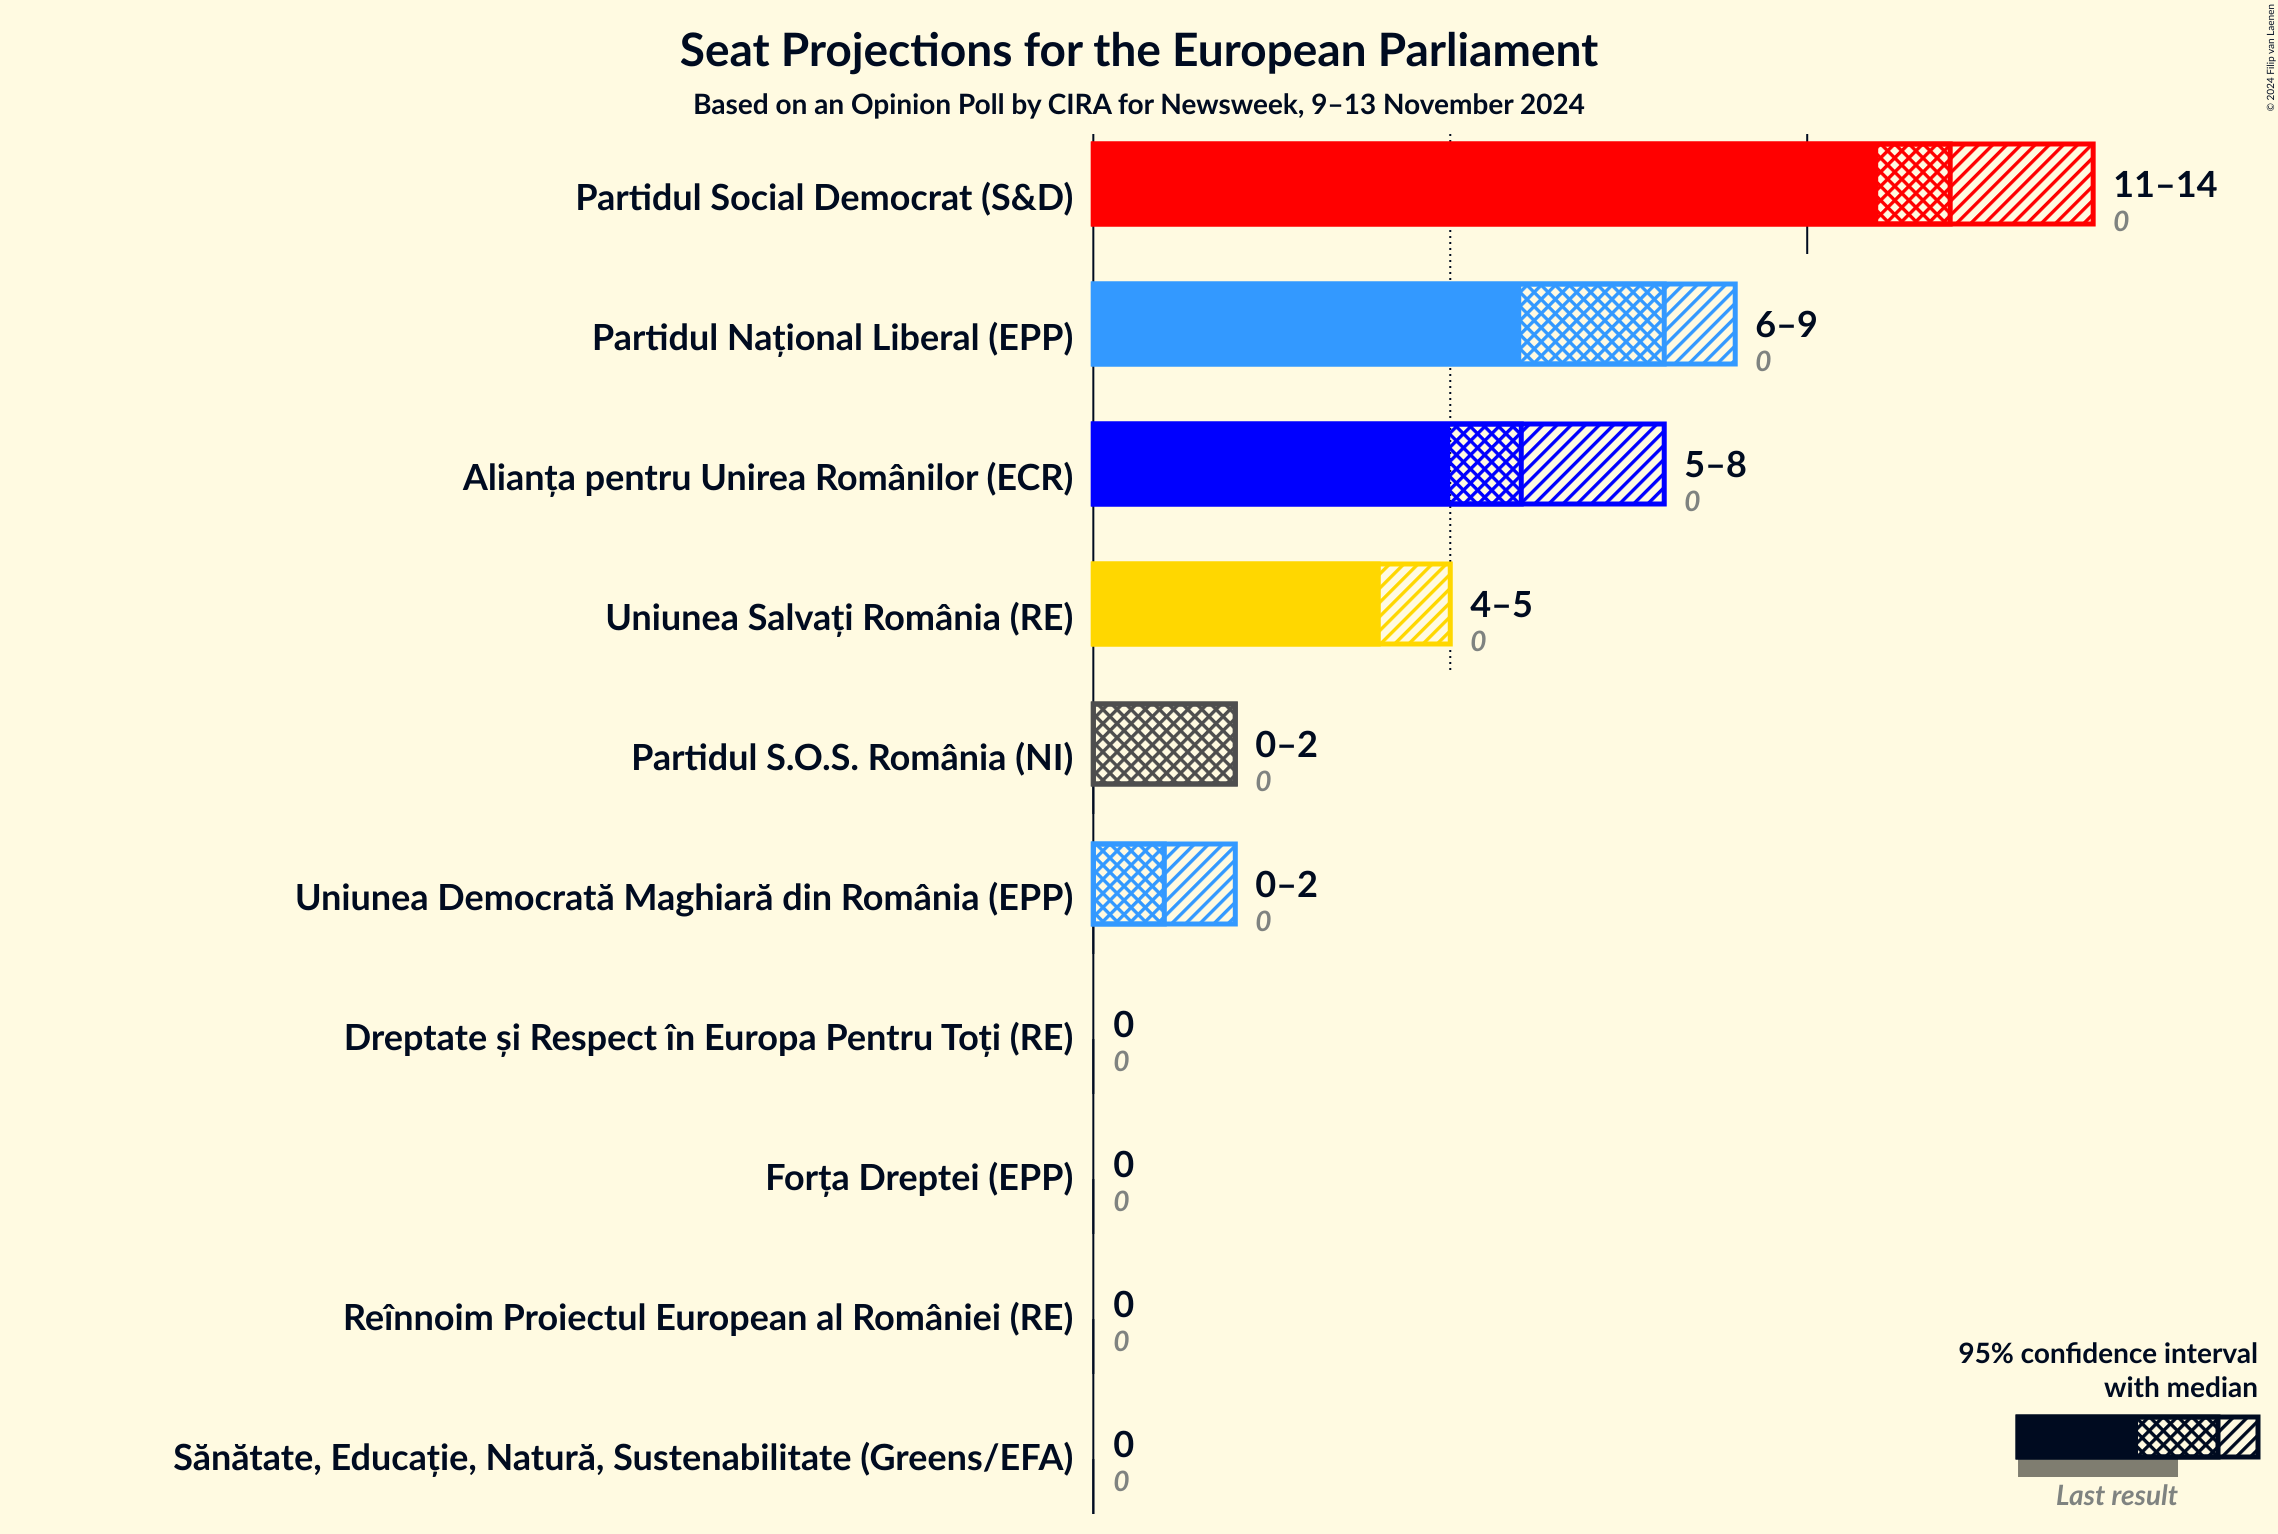 Seat Projections for the European Parliament
Based on an Opinion Poll by CIRA for Newsweek, 9–13 November 2024
© 2024 Filip van Laenen
Partidul Social Democrat (S&D)
11–14
0
Partidul Național Liberal (EPP)
6–9
0
Alianța pentru Unirea Românilor (ECR)
5–8
0
Uniunea Salvați România (RE)
4–5
0
Partidul S.O.S. România (NI)
0–2
0
Uniunea Democrată Maghiară din România (EPP)
0–2
0
Dreptate și Respect în Europa Pentru Toți (RE)
0
0
Forța Dreptei (EPP)
0
0
Reînnoim Proiectul European al României (RE)
0
0
Sănătate, Educație, Natură, Sustenabilitate (Greens/EFA)
0
0
95% confidence interval
with median
Last result